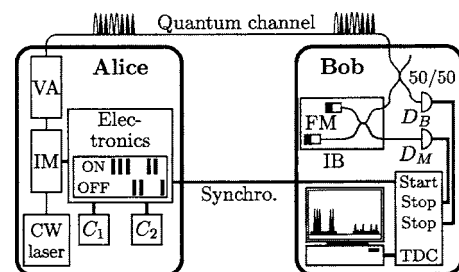 Quantum channel
Alice
VA
IM
CW
laser
Elec-
tronics
ON
OFF
C1
C2
Synchro.
Bob
50/50
FM
IB
DB
DM
Start
Stop
Stop
TDC